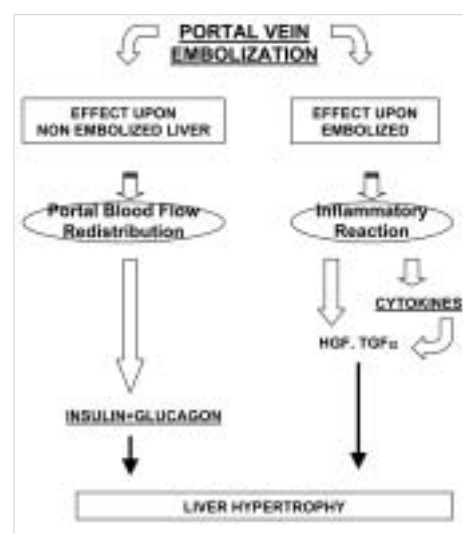 PORTAL VEIN
EMBOLIZATION
EFFECT UPON
NON EMBOLIZED LIVER
EFFECT UPON
EMBOLIZED
Portal Blood Flow
Redistribution
Inflammatory
Reaction
CYTOKINES
HGF, TGFα
INSULIN+GLUCAGON
LIVER HYPERTROPHY